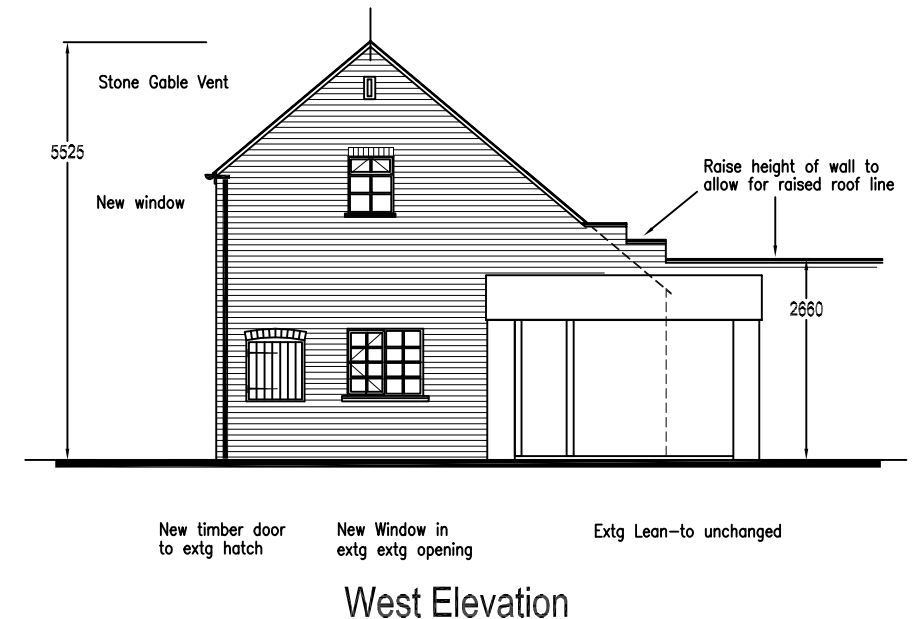 Stone Gable Vent
5525
Raise height of wall to
allow for raised roof line
New window
2660
New timber door
to extg hatch
New Window in
extg extg opening
Extg Lean-to unchanged
West Elevation